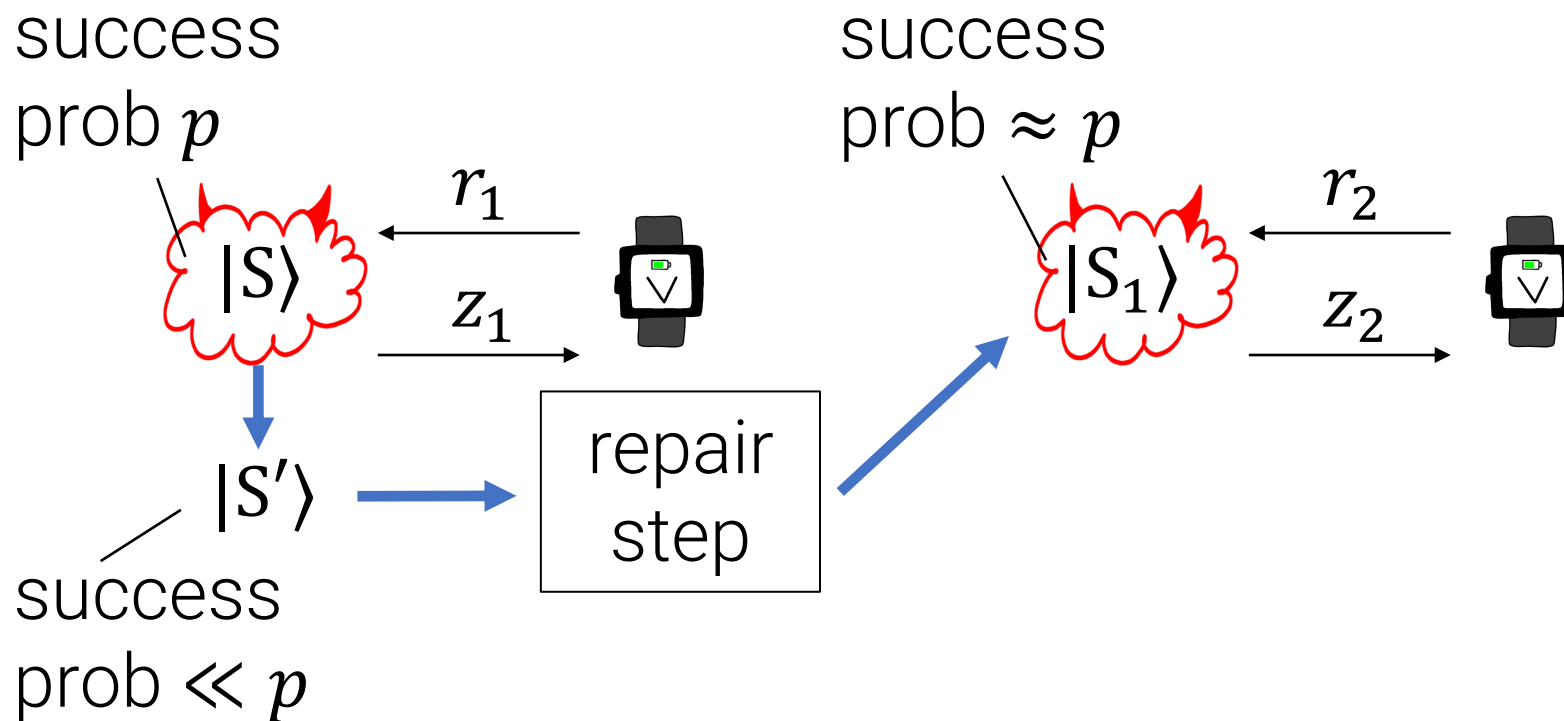 success
prob p
r₁
|S⟩
z₁
V
|S′⟩
success
prob ≪ p
repair
step
success
prob ≈ p
r₂
|S₁⟩
z₂
V